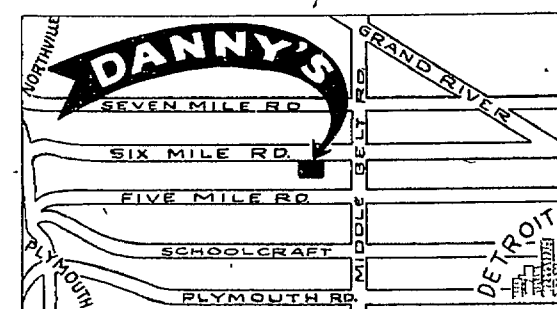 NORTHVILLE
DANNY'S
GRAND RIVER
SEVEN MILE RD
SIX MILE RD.
FIVE MILE RD.
MIDDLE BELT RD.
SCHOOLCRAFT
PLYMOUTH
PLYMOUTH RD.
DETROIT